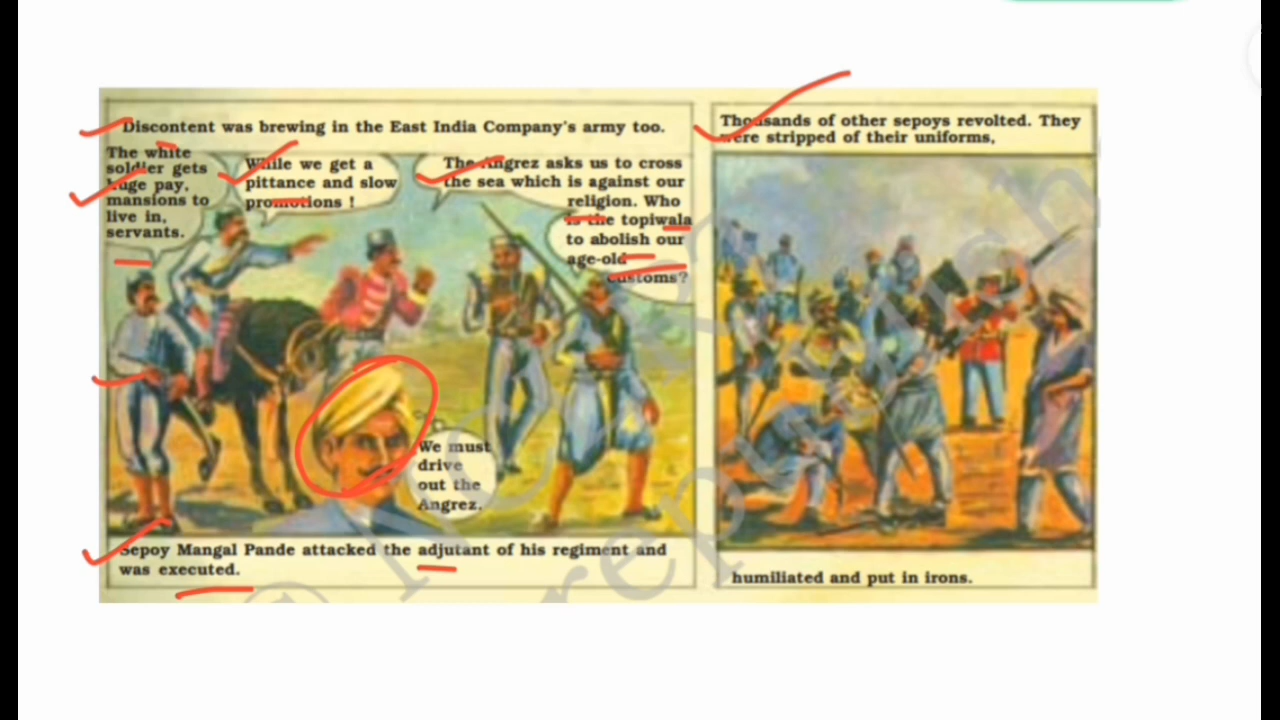 Discontent was brewing in the East India Company's army too.
The white
soldier gets
huge pay,
mansions to
live in,
servants.
While we get a
pittance and slow
promotions !
The Angrez asks us to cross
the sea which is against our
religion. Who
is the topiwala
to abolish our
age-old
customs?
We must
drive
out the
Angrez.
Sepoy Mangal Pande attacked the adjutant of his regiment and
was executed.
Thousands of other sepoys revolted. They
were stripped of their uniforms,
humiliated and put in irons.